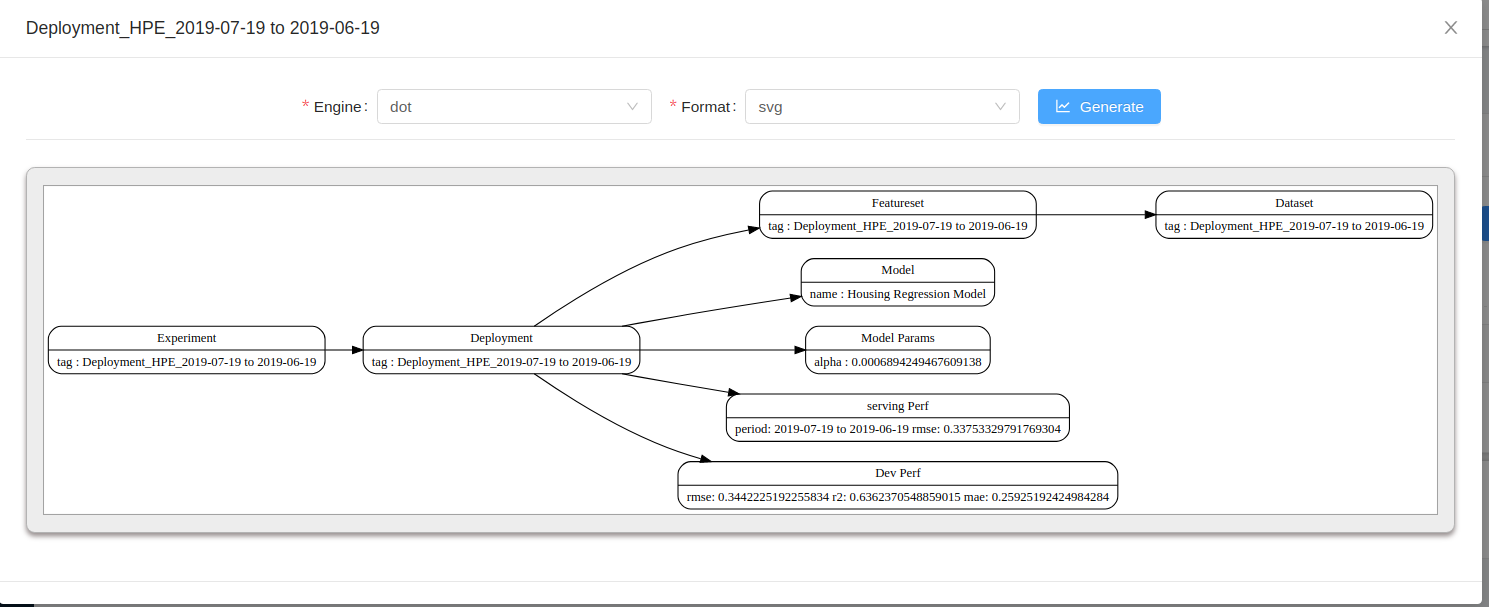 Deployment_HPE_2019-07-19 to 2019-06-19
* Engine: dot
* Format: svg
Generate
Featureset
tag : Deployment_HPE_2019-07-19 to 2019-06-19
Dataset
tag : Deployment_HPE_2019-07-19 to 2019-06-19
Model
name : Housing Regression Model
Experiment
tag : Deployment_HPE_2019-07-19 to 2019-06-19
Deployment
tag : Deployment_HPE_2019-07-19 to 2019-06-19
Model Params
alpha : 0.0006894249467609138
serving Perf
period: 2019-07-19 to 2019-06-19 rmse: 0.33753329791769304
Dev Perf
rmse: 0.3442225192255834 r2: 0.6362370548859015 mae: 0.25925192424984284